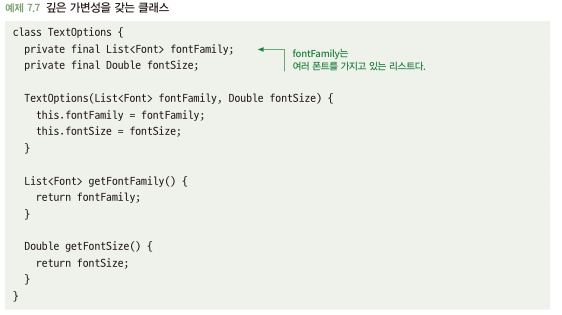 예제 7.7 깊은 가변성을 갖는 클래스
class TextOptions {
  private final List<Font> fontFamily;
  private final Double fontSize;
fontFamily는
여러 폰트를 가지고 있는 리스트다.
  TextOptions(List<Font> fontFamily, Double fontSize) {
    this.fontFamily = fontFamily;
    this.fontSize = fontSize;
  }
  List<Font> getFontFamily() {
    return fontFamily;
  }
  Double getFontSize() {
    return fontSize;
  }
}